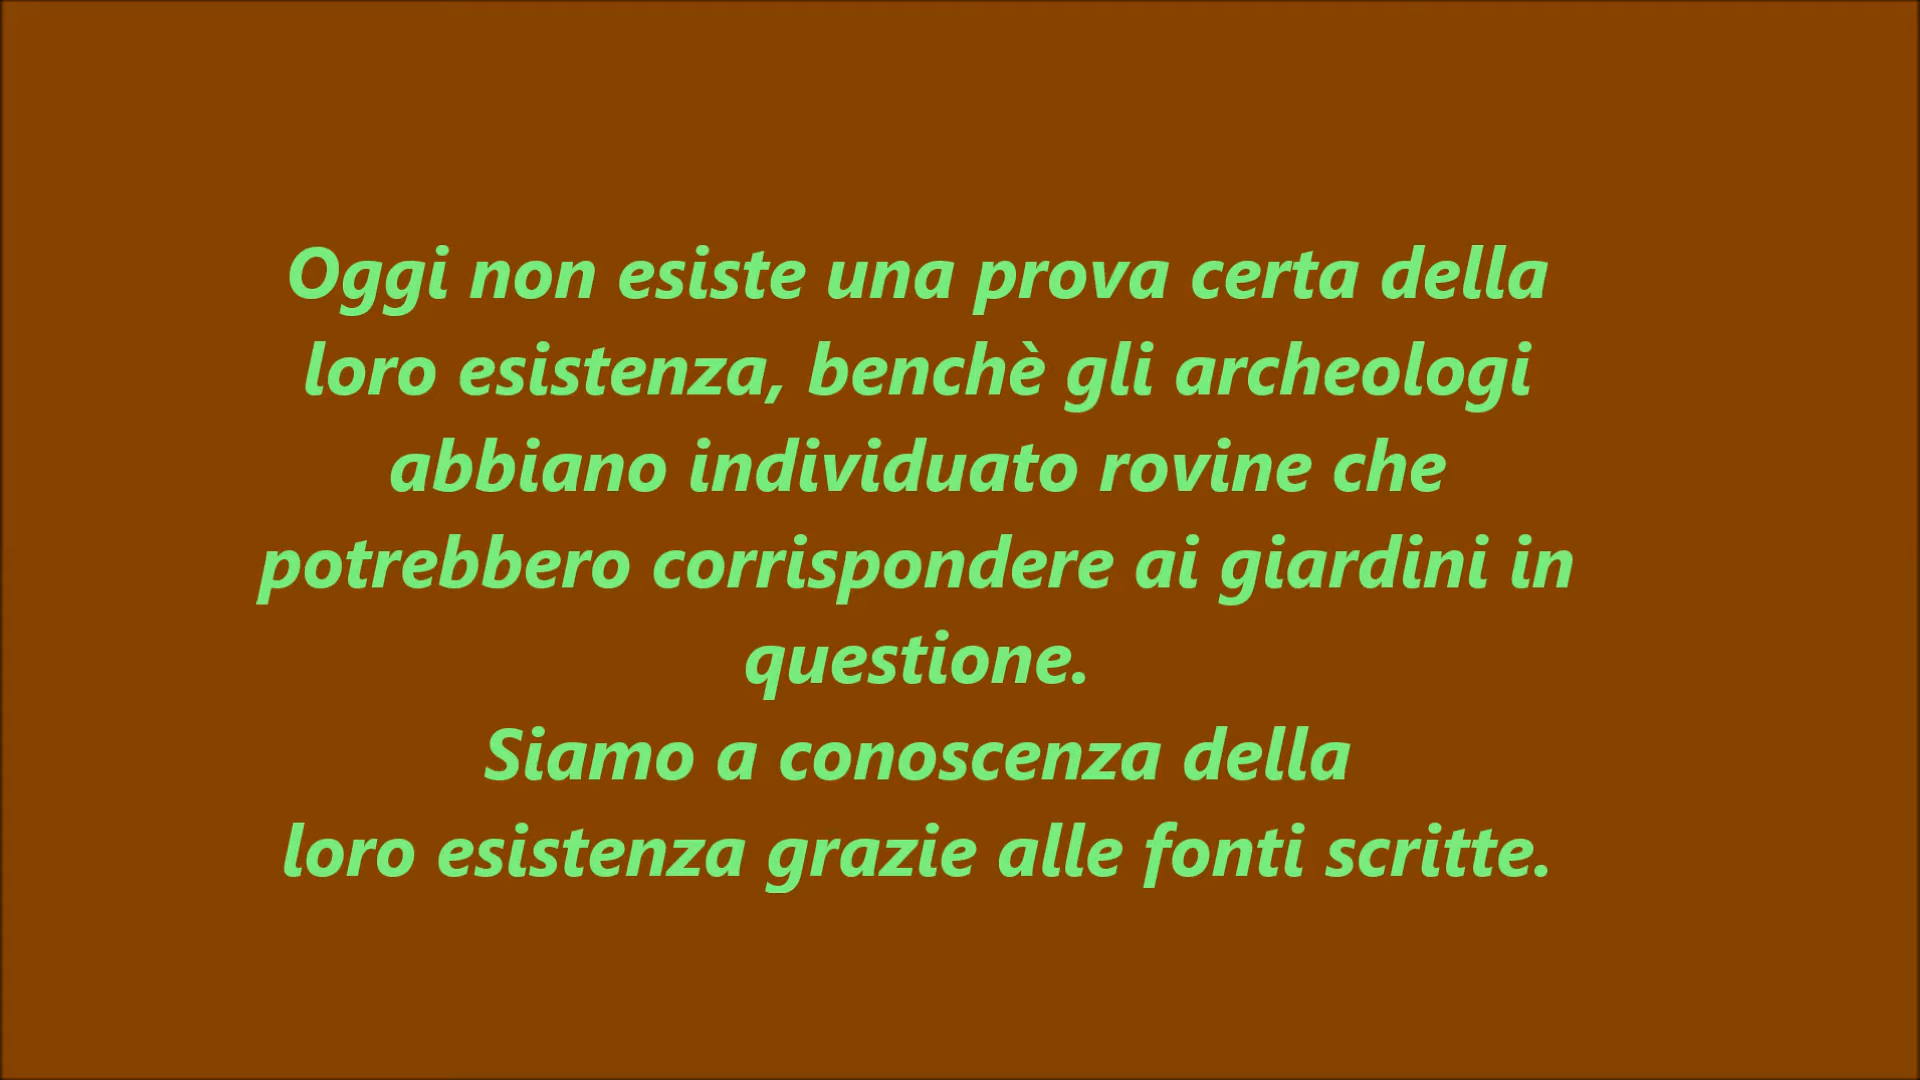 Oggi non esiste una prova certa della
loro esistenza, benchè gli archeologi
abbiano individuato rovine che
potrebbero corrispondere ai giardini in
questione.
Siamo a conoscenza della
loro esistenza grazie alle fonti scritte.